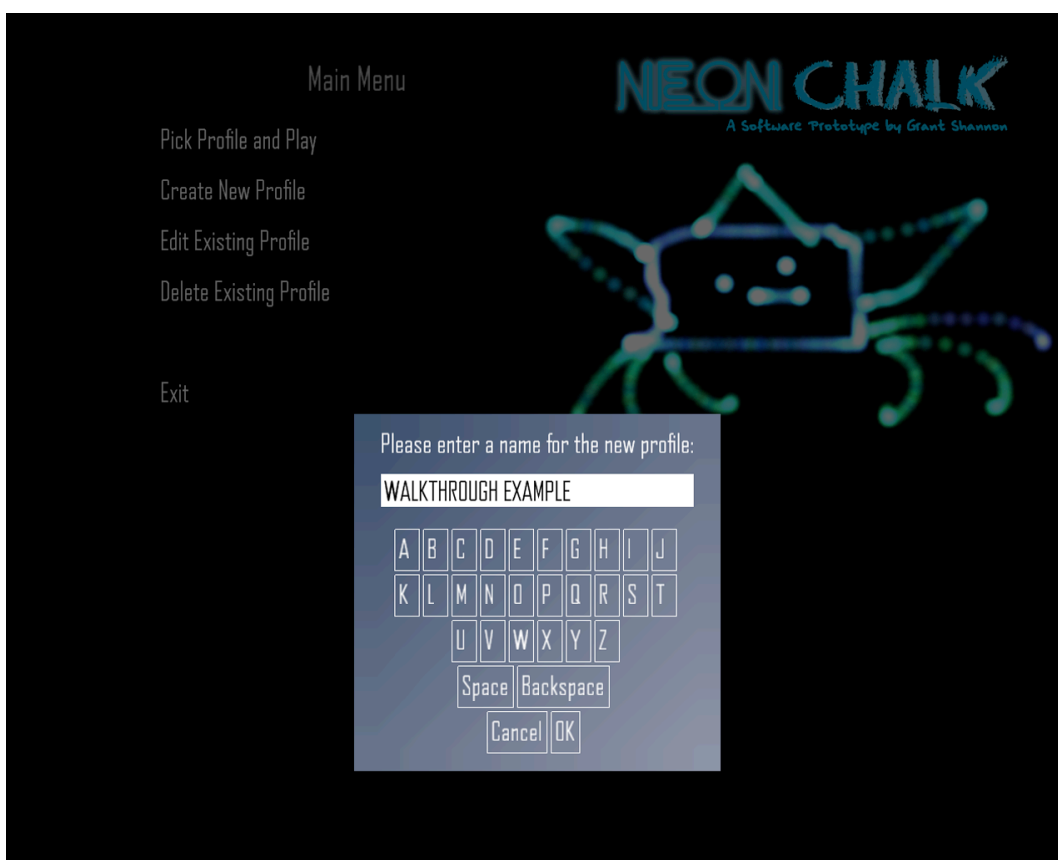 Main Menu
NEON CHALK
A Software Prototype by Grant Shannon
Pick Profile and Play
Create New Profile
Edit Existing Profile
Delete Existing Profile
Exit
Please enter a name for the new profile:
WALKTHROUGH EXAMPLE
A B C D E F G H I J
K L M N O P Q R S T
U V W X Y Z
Space Backspace
Cancel OK